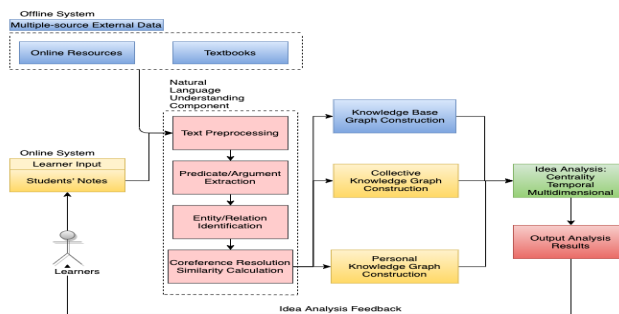 Offline System
Multiple-source External Data
Online Resources
Textbooks
Natural
Language
Understanding
Component
Text Preprocessing
Predicate/Argument
Extraction
Entity/Relation
Identification
Coreference Resolution
Similarity Calculation
Online System
Learner Input
Students' Notes
Learners
Knowledge Base
Graph Construction
Collective
Knowledge Graph
Construction
Personal
Knowledge Graph
Construction
Idea Analysis:
Centrality
Temporal
Multidimensional
Output Analysis
Results
Idea Analysis Feedback